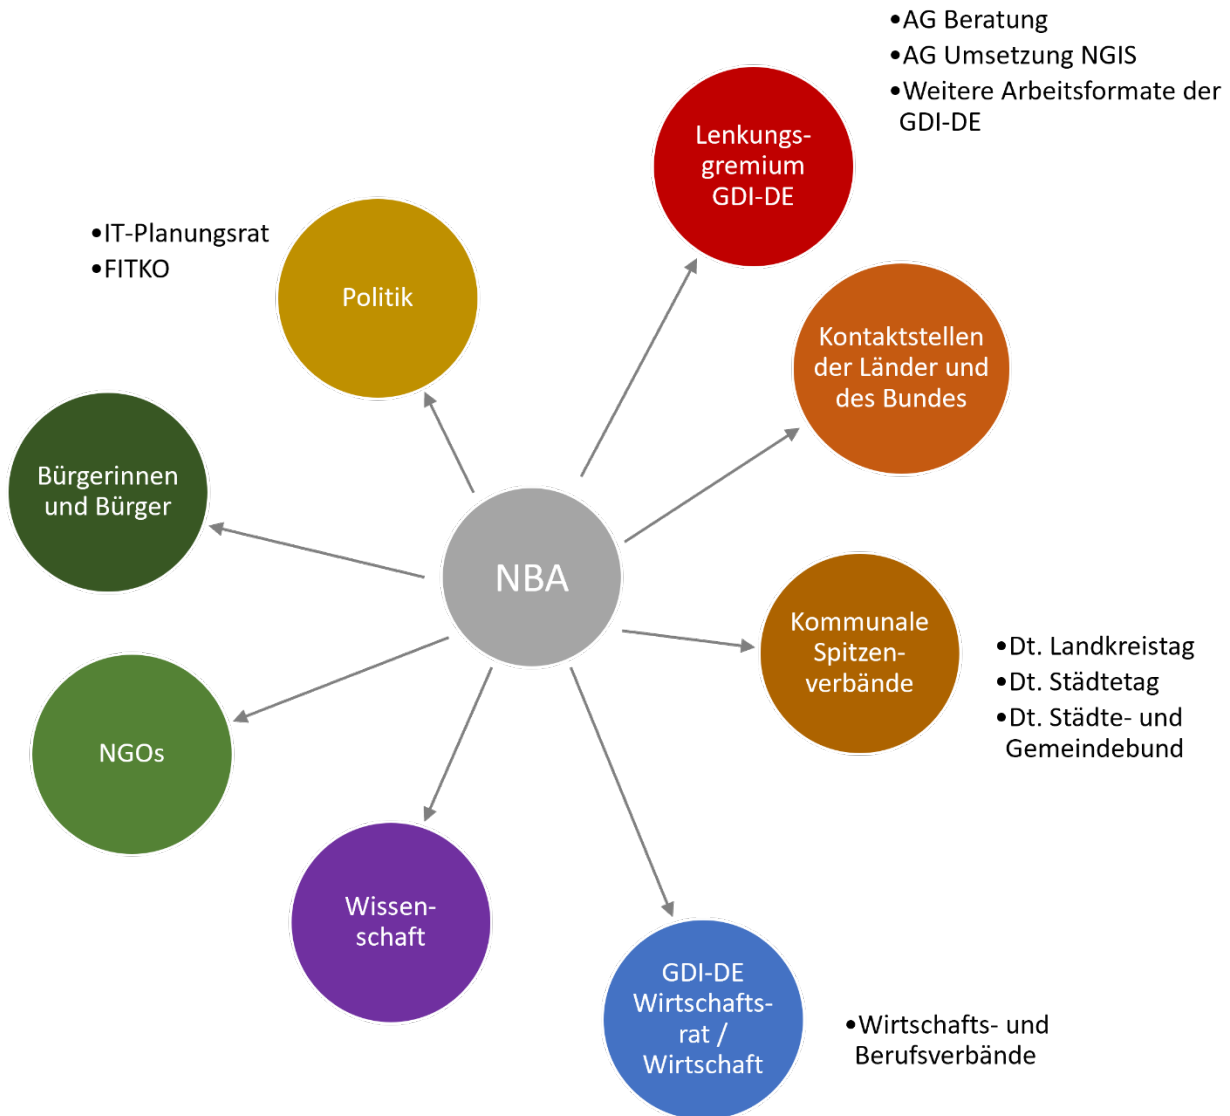 •AG Beratung
•AG Umsetzung NGIS
•Weitere Arbeitsformate der
GDI-DE
Lenkungs-
gremium
GDI-DE
•IT-Planungsrat
•FITKO
Politik
Kontaktstellen
der Länder und
des Bundes
Bürgerinnen
und Bürger
NBA
Kommunale
Spitzen-
verbände
•Dt. Landkreistag
•Dt. Städtetag
•Dt. Städte- und
Gemeindebund
NGOs
Wissen-
schaft
GDI-DE
Wirtschafts-
rat /
Wirtschaft
•Wirtschafts- und
Berufsverbände